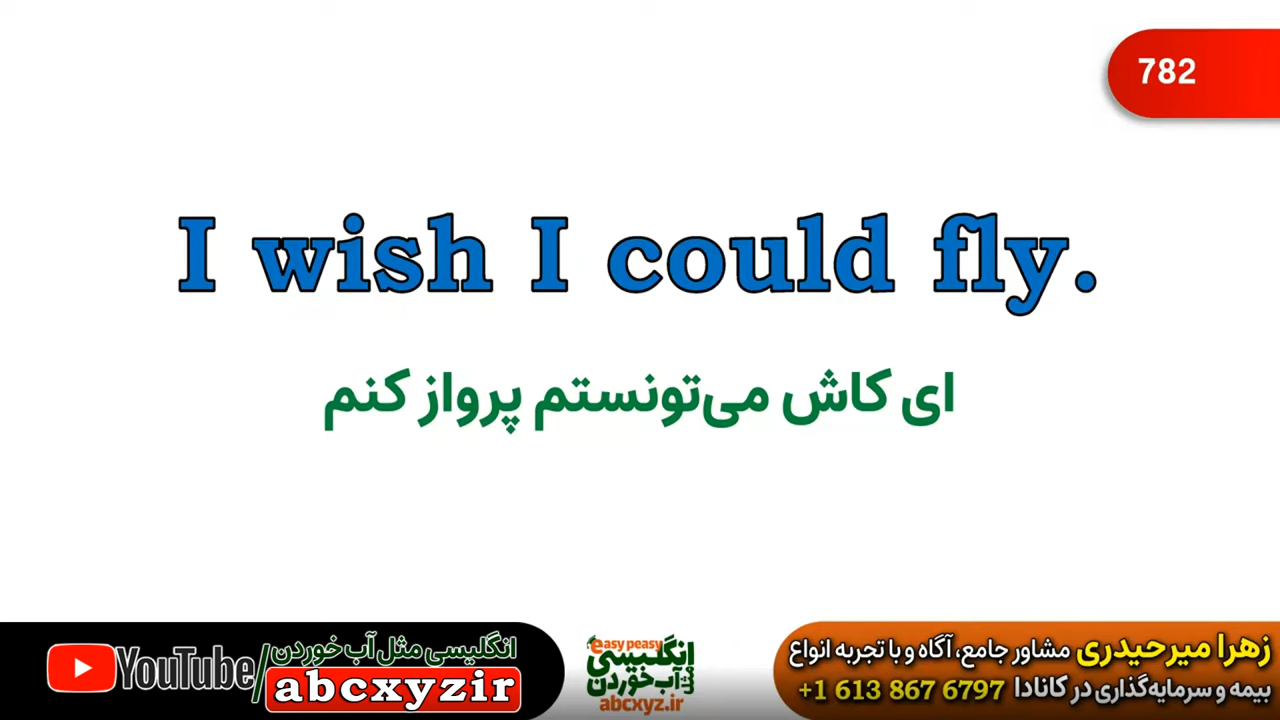 782
I wish I could fly.
ای کاش می‌تونستم پرواز کنم
YouTube/
انگلیسی مثل آب خوردن
abcxyzir
easy peasy
انگلیسی
مثل آب خوردن
abcxyz.ir
زهرا میرحیدری مشاور جامع، آگاه و با تجربه انواع
بیمه و سرمایه‌گذاری در کانادا +1 613 867 6797